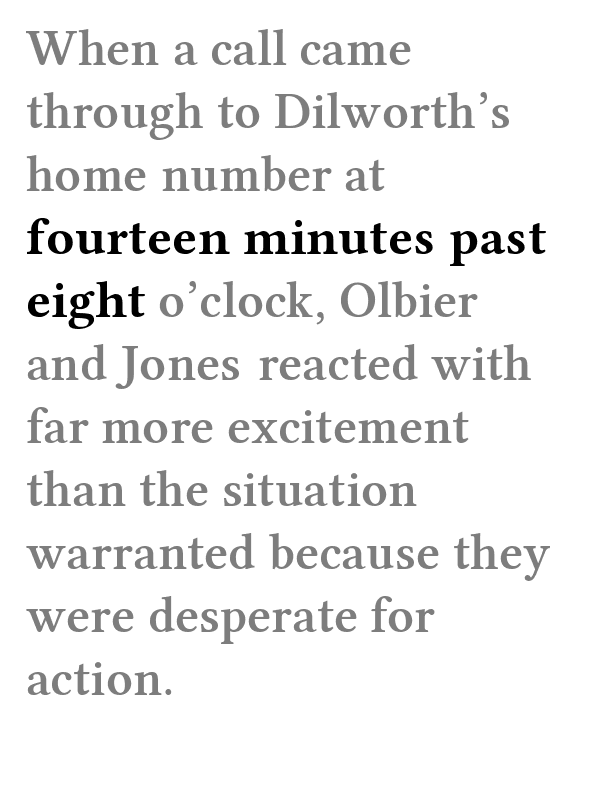 When a call came
through to Dilworth’s
home number at
fourteen minutes past
eight o’clock, Olbier
and Jones reacted with
far more excitement
than the situation
warranted because they
were desperate for
action.